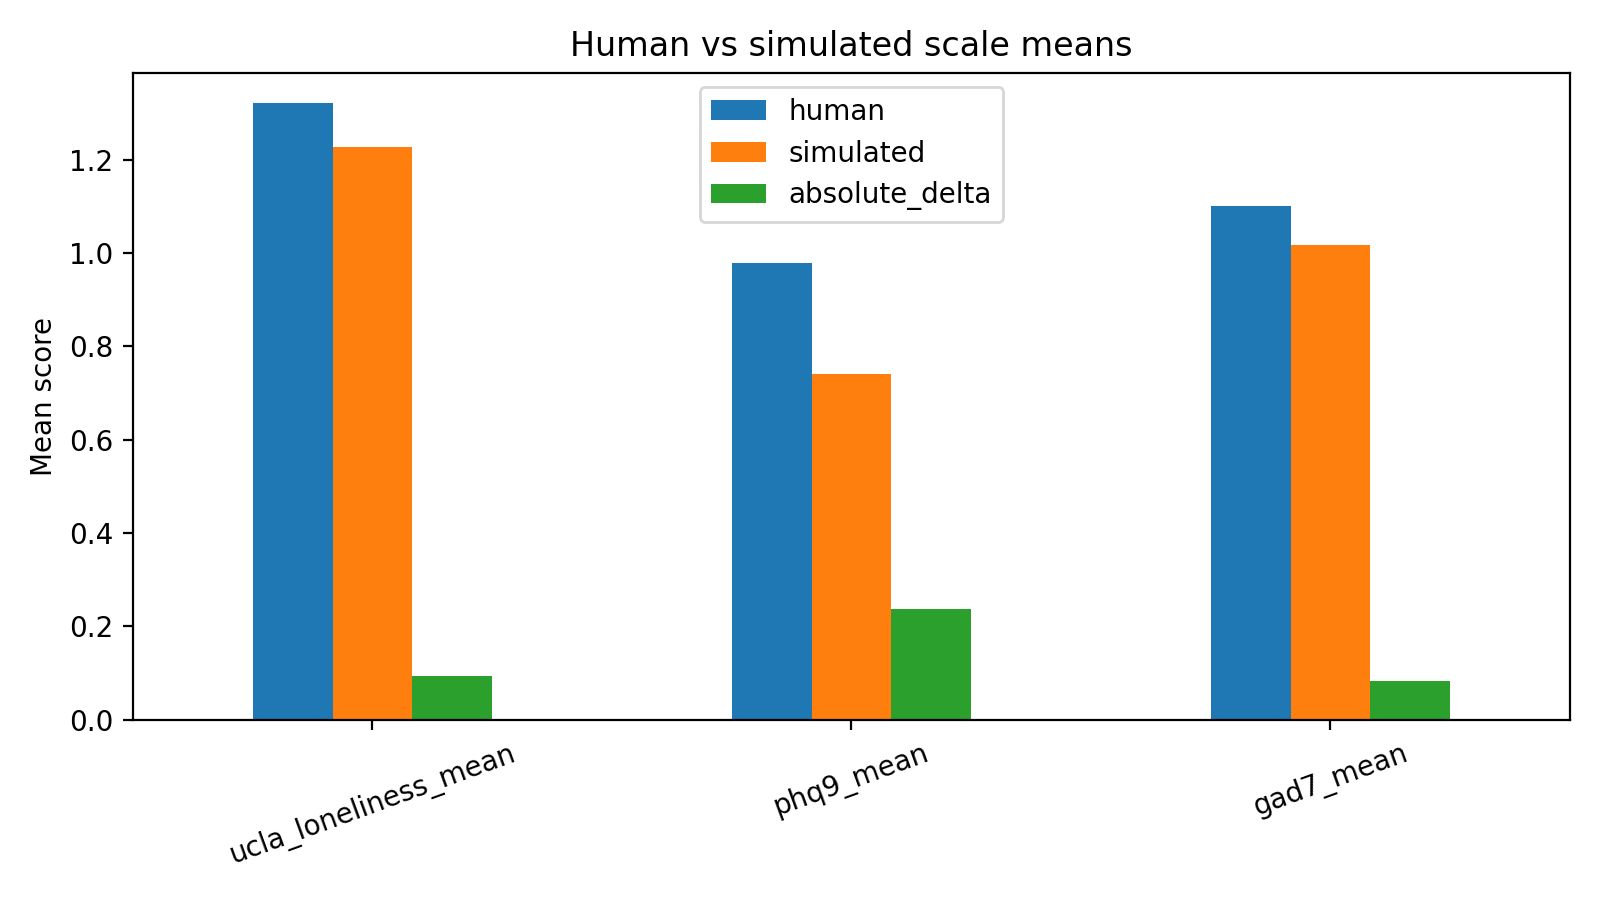 Human vs simulated scale means
human
simulated
absolute_delta
Mean score
1.2
1.0
0.8
0.6
0.4
0.2
0.0
ucla_loneliness_mean
phq9_mean
gad7_mean